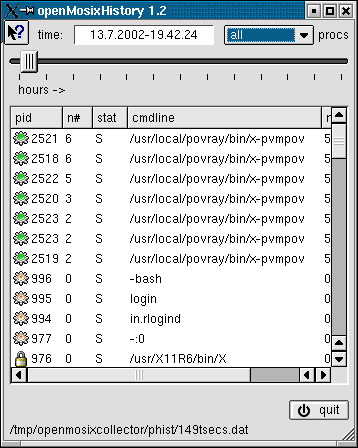 openMosixHistory 1.2
time: 13.7.2002-19.42.24 all procs
hours ->
pid n# stat cmdline
2521 6 S /usr/local/povray/bin/x-pvmpov 5
2518 6 S /usr/local/povray/bin/x-pvmpov 5
2522 5 S /usr/local/povray/bin/x-pvmpov 5
2520 3 S /usr/local/povray/bin/x-pvmpov 5
2523 2 S /usr/local/povray/bin/x-pvmpov 5
2523 2 S /usr/local/povray/bin/x-pvmpov 5
2519 2 S /usr/local/povray/bin/x-pvmpov 5
996 0 S -bash 0
995 0 S login 0
994 0 S in.rlogind 0
977 0 S -:0 0
976 0 S /usr/X11R6/bin/X 0
quit
/tmp/openmosixcollector/phist/149tsecs.dat